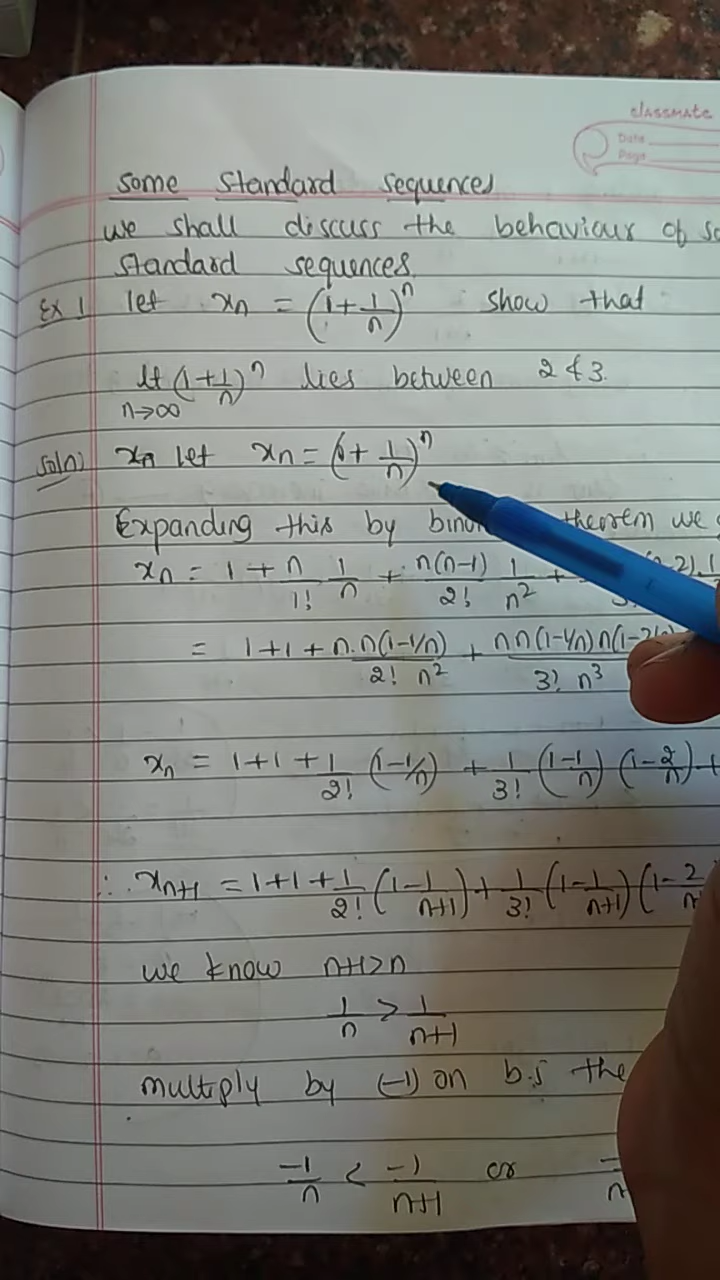 classmate
Date
Page
some standard sequences
we shall discuss the behaviour of
standard sequences
Ex 1 let xn = (1+1/n)^n show that
lt n→∞ (1+1/n)^n lies between 2 & 3.
Soln) let xn = (1+1/n)^n
Expanding this by theorem we
xn = 1 + n/1! 1/n + n(n-1)/2! 1/n² +
= 1+1+ n.n(1-1/n)/2! n² + n n(1-1/n) n(1-2/n)/3! n³
xn = 1+1+ 1/2! (1-1/n) + 1/3! (1-1/n) (1-2/n) +
∴ xn+1 = 1+1+ 1/2! (1-1/n+1) + 1/3! (1-1/n+1) (1-2/n
we know n+1>n
1/n > 1/n+1
multiply by (-1) on b.s the
-1/n < -1/n+1 or